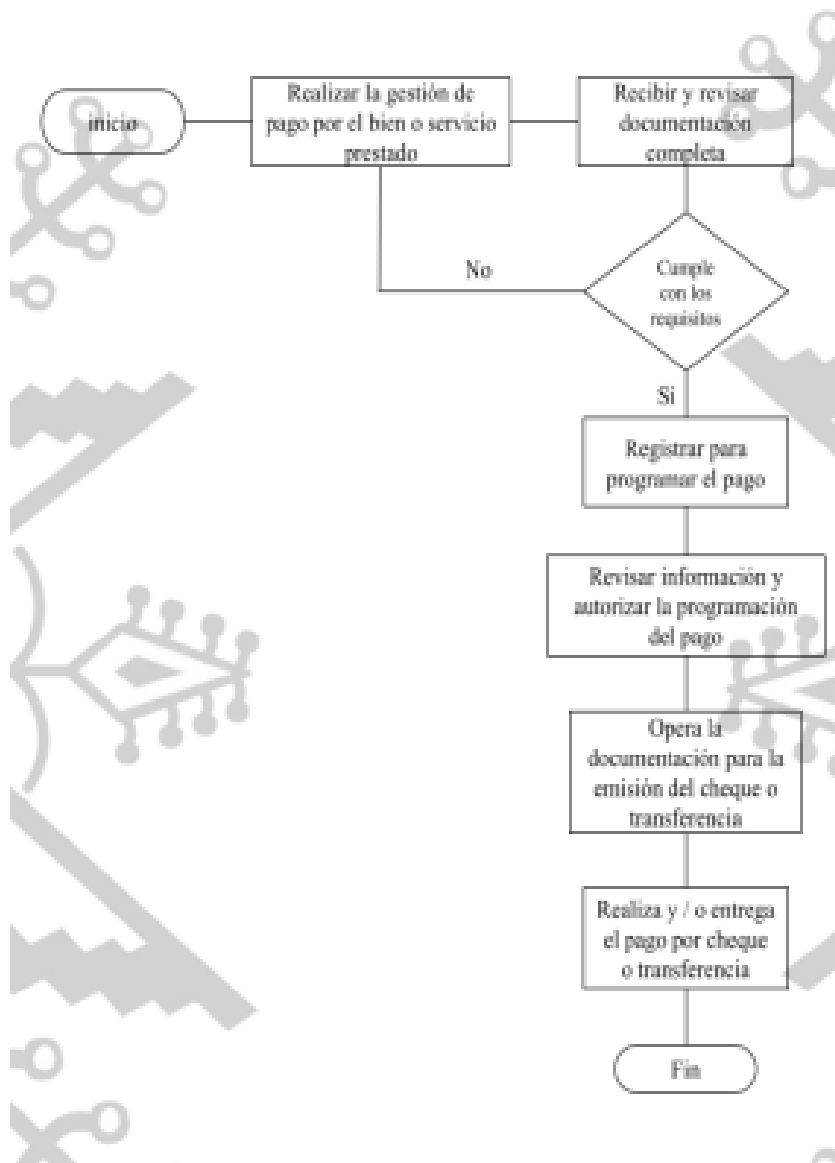 inicio
Realizar la gestión de
pago por el bien o servicio
prestado
Recibir y revisar
documentación
completa
No
Cumple
con los
requisitos
Si
Registrar para
programar el pago
Revisar información y
autorizar la programación
del pago
Opera la
documentación para la
emisión del cheque o
transferencia
Realiza y / o entrega
el pago por cheque
o transferencia
Fin